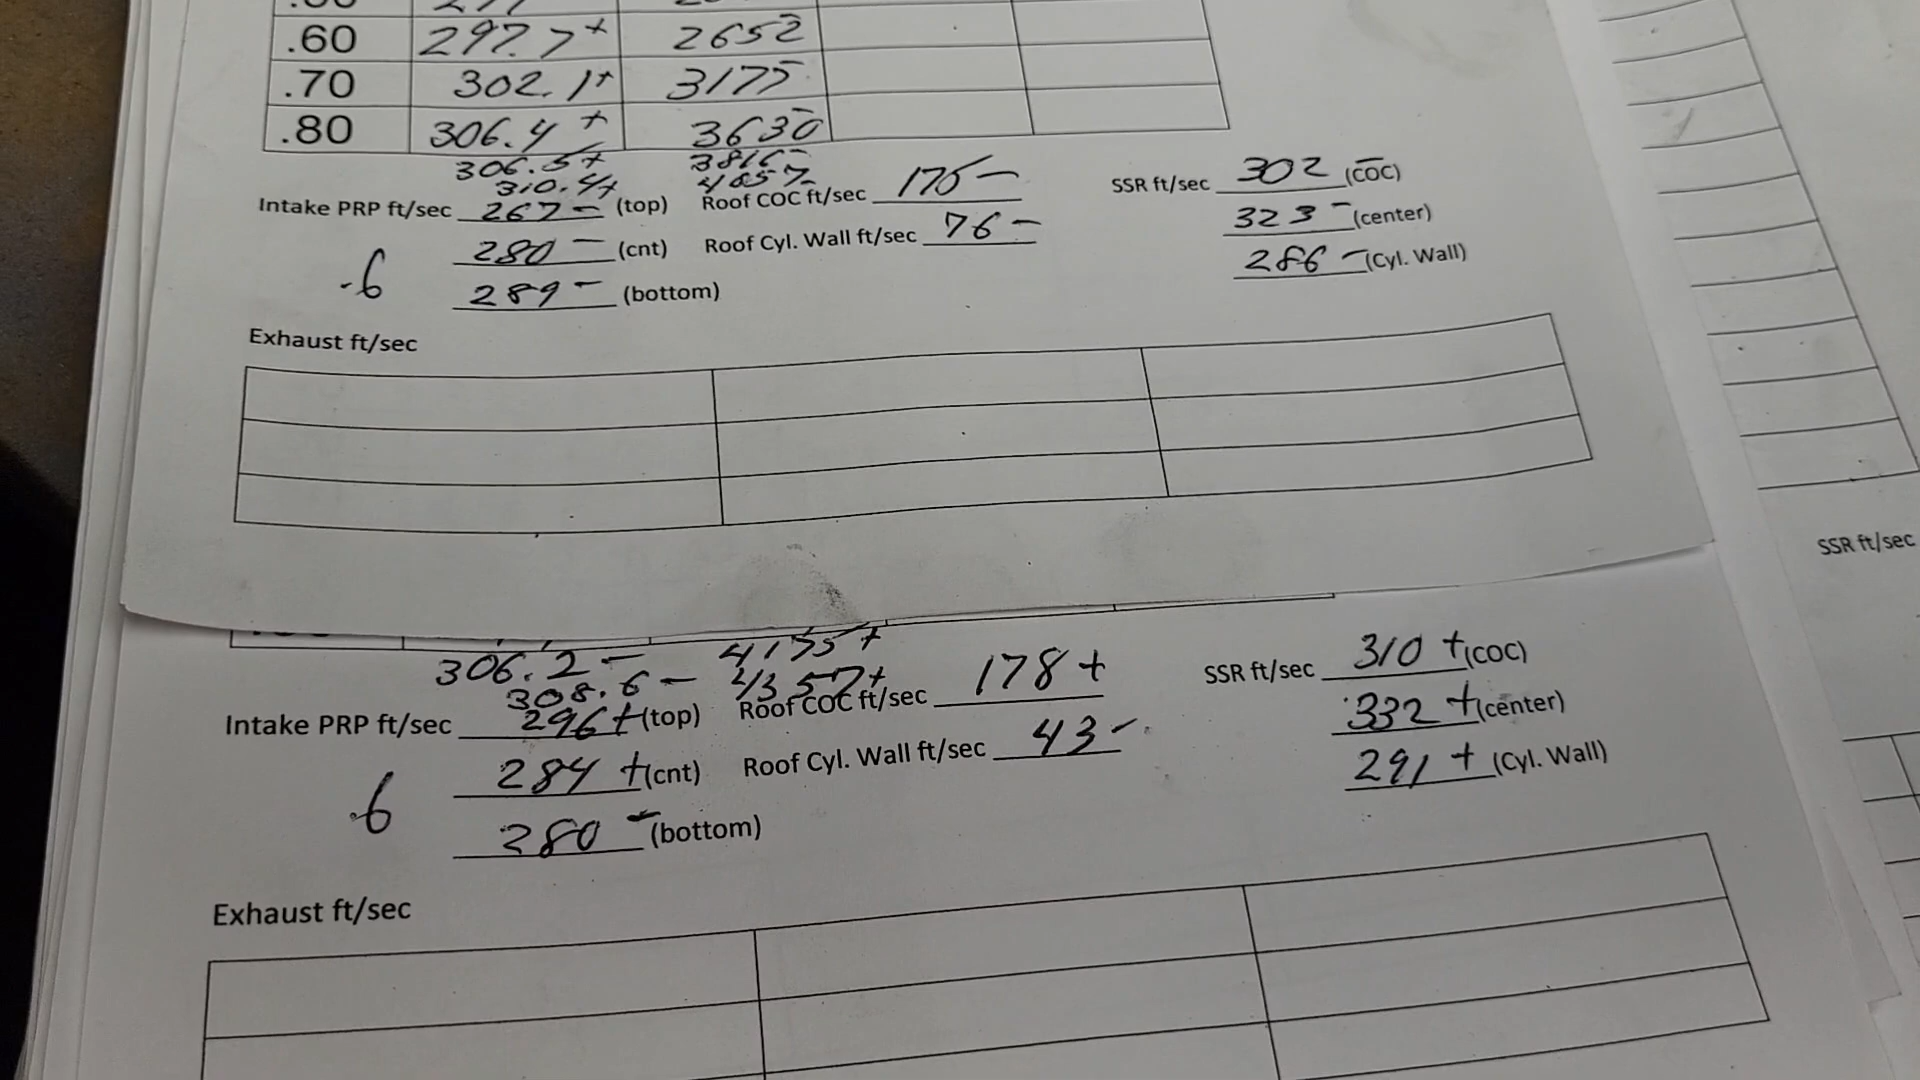 .60 297.7+ 2652
.70 302.1+ 3175
.80 306.4+ 3630
306.5+ 3816-
310.4+ 4057-
Intake PRP ft/sec 267- (top) Roof COC ft/sec 175- SSR ft/sec 302- (COC)
280- (cnt) Roof Cyl. Wall ft/sec 76- 323- (center)
.6 289- (bottom) 286- (Cyl. Wall)
Exhaust ft/sec
SSR ft/sec
306.2- 4155+
308.6- 4357+
Intake PRP ft/sec 296+ (top) Roof COC ft/sec 178+ SSR ft/sec 310+ (COC)
284+ (cnt) Roof Cyl. Wall ft/sec 43- 332+ (center)
.6 280- (bottom) 291+ (Cyl. Wall)
Exhaust ft/sec